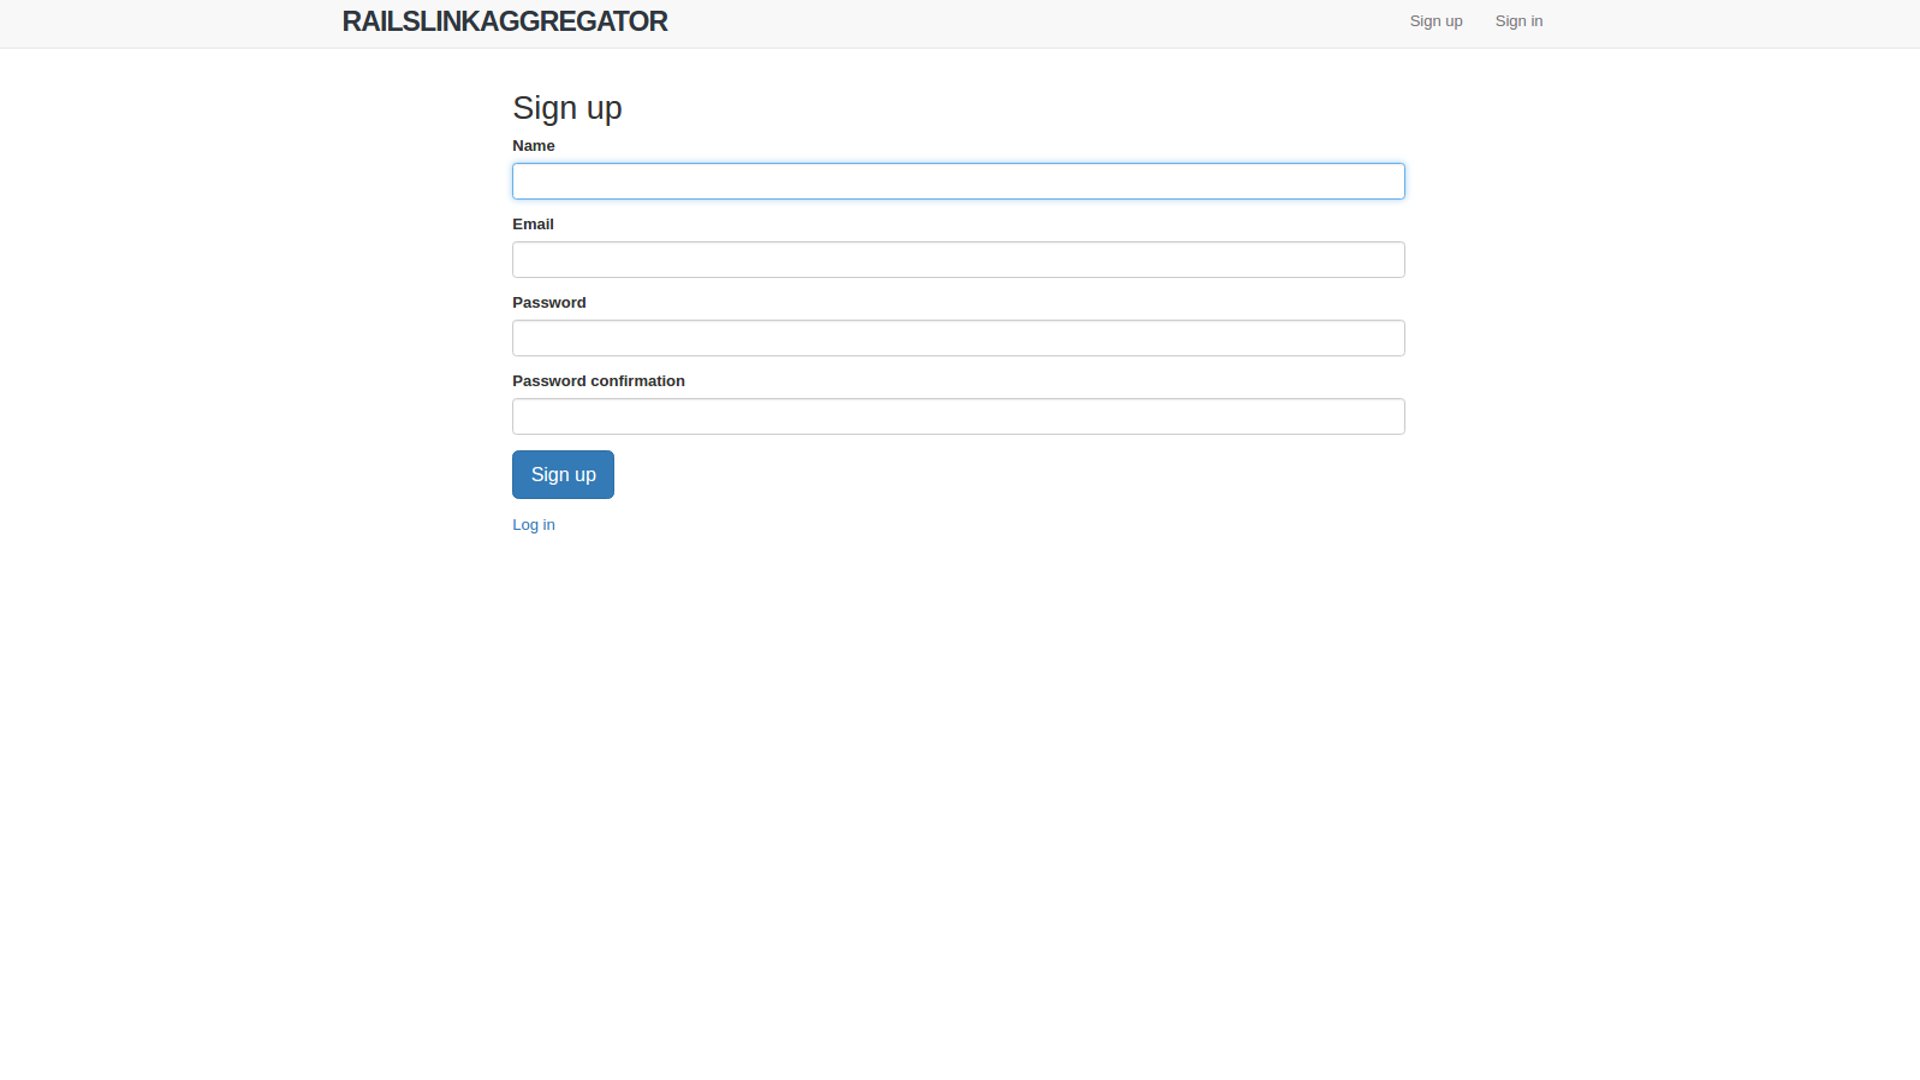 RAILSLINKAGGREGATOR
Sign up
Sign in
Sign up
Name
Email
Password
Password confirmation
Sign up
Log in